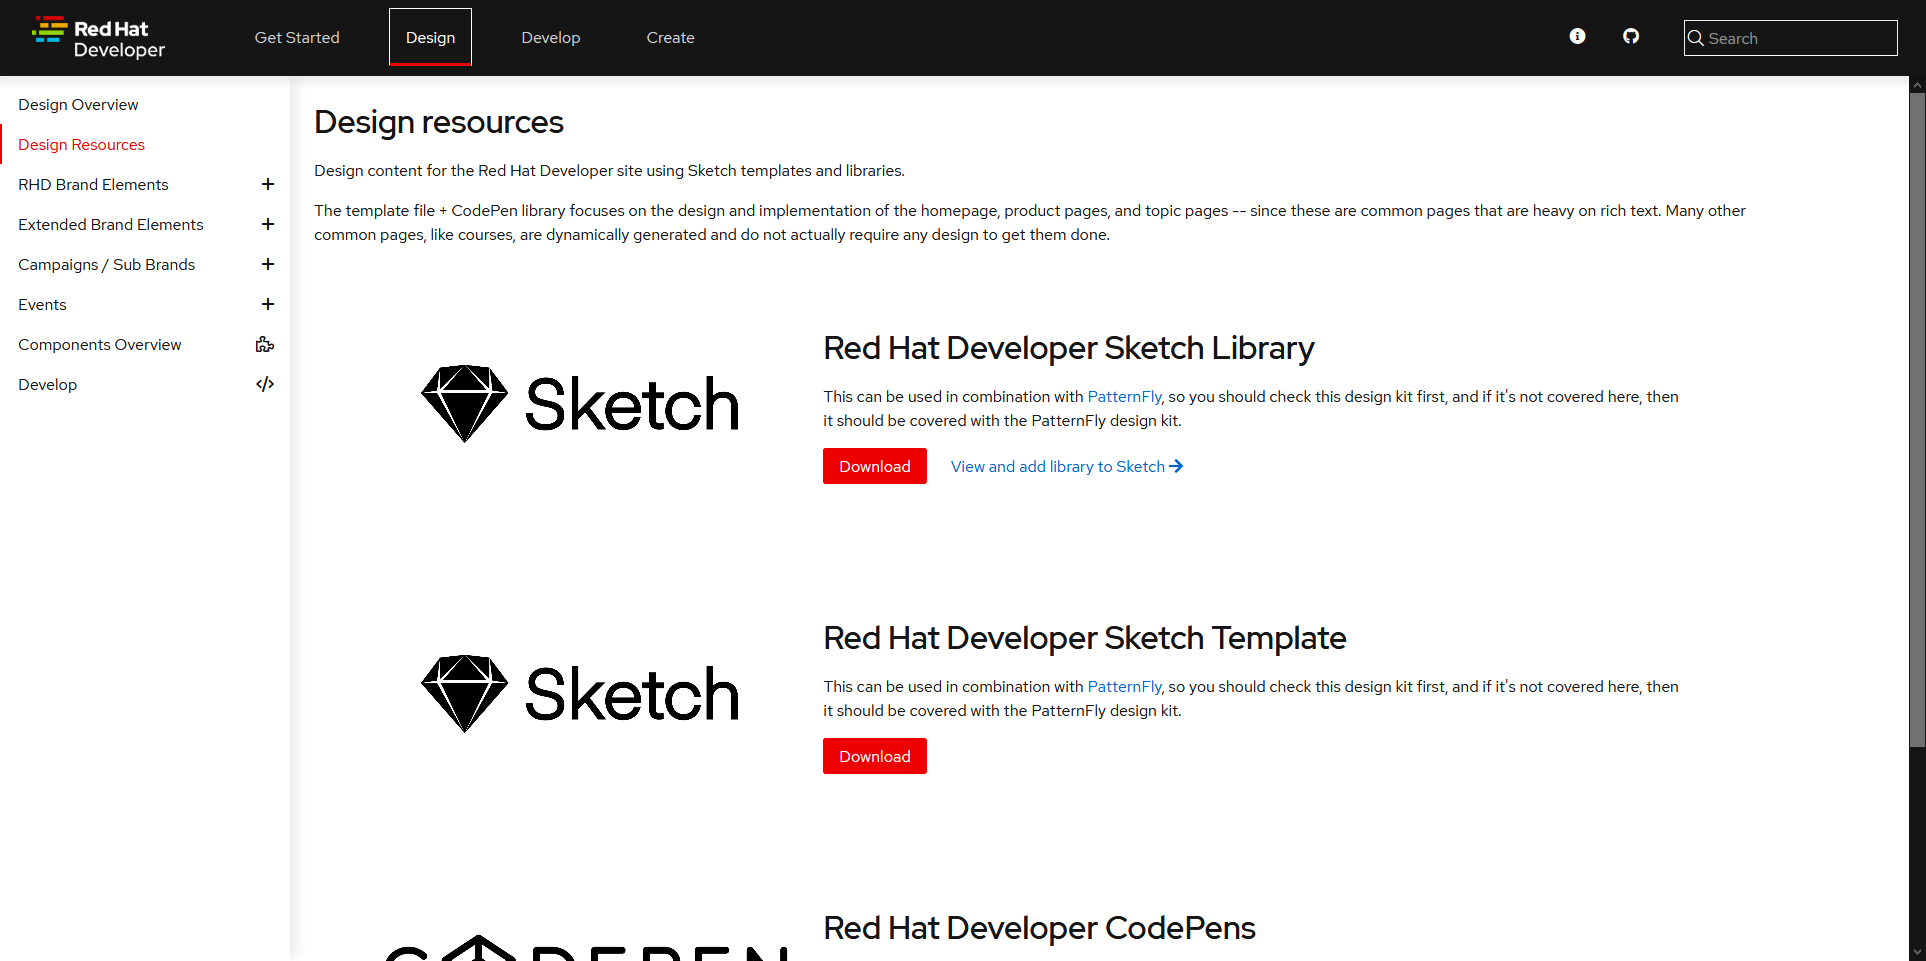 Red Hat
Developer
Get Started
Design
Develop
Create
Search
Design Overview
Design Resources
RHD Brand Elements
Extended Brand Elements
Campaigns / Sub Brands
Events
Components Overview
Develop
Design resources
Design content for the Red Hat Developer site using Sketch templates and libraries.
The template file + CodePen library focuses on the design and implementation of the homepage, product pages, and topic pages -- since these are common pages that are heavy on rich text. Many other
common pages, like courses, are dynamically generated and do not actually require any design to get them done.
Sketch
Red Hat Developer Sketch Library
This can be used in combination with PatternFly, so you should check this design kit first, and if it's not covered here, then
it should be covered with the PatternFly design kit.
Download
View and add library to Sketch
Sketch
Red Hat Developer Sketch Template
This can be used in combination with PatternFly, so you should check this design kit first, and if it's not covered here, then
it should be covered with the PatternFly design kit.
Download
CODEPEN
Red Hat Developer CodePens